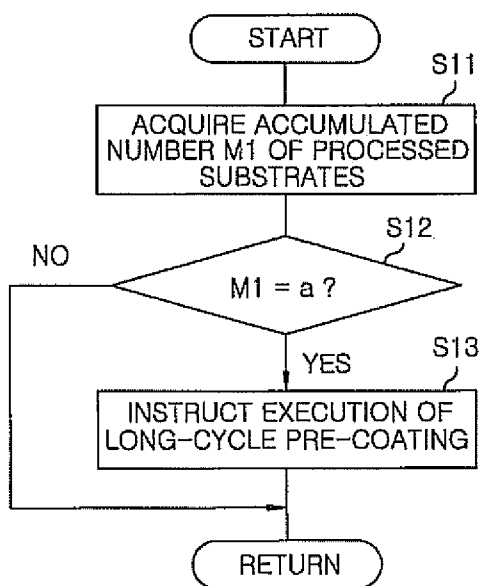 START
S11
ACQUIRE ACCUMULATED
NUMBER M1 OF PROCESSED
SUBSTRATES
S12
NO
M1 = a ?
YES
S13
INSTRUCT EXECUTION OF
LONG-CYCLE PRE-COATING
RETURN